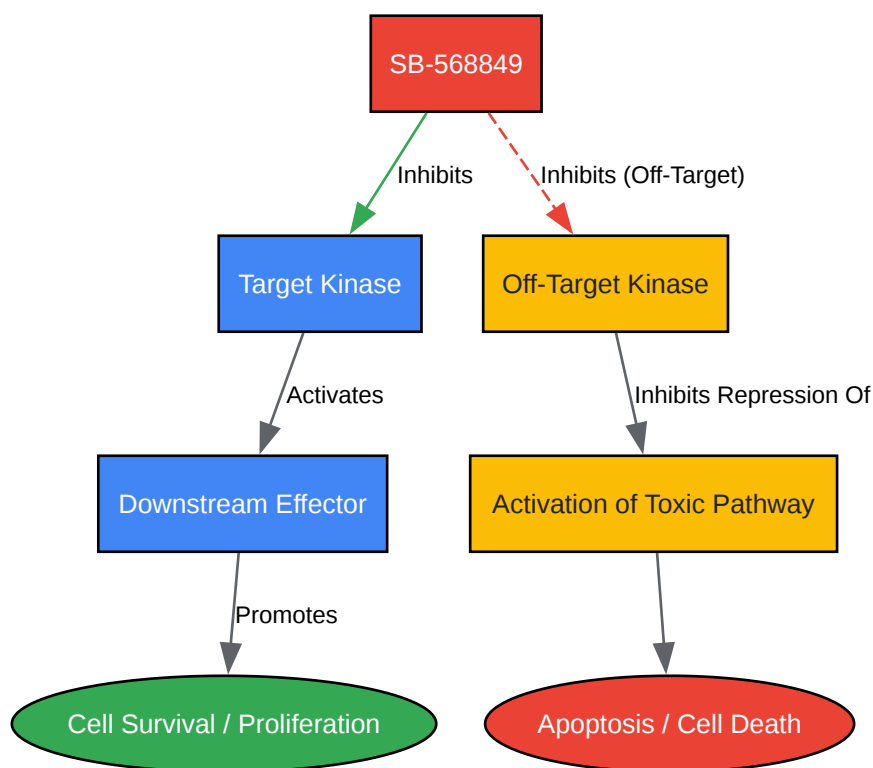 SB-568849
Inhibits
Inhibits (Off-Target)
Target Kinase
Off-Target Kinase
Activates
Inhibits Repression Of
Downstream Effector
Activation of Toxic Pathway
Promotes
Cell Survival / Proliferation
Apoptosis / Cell Death